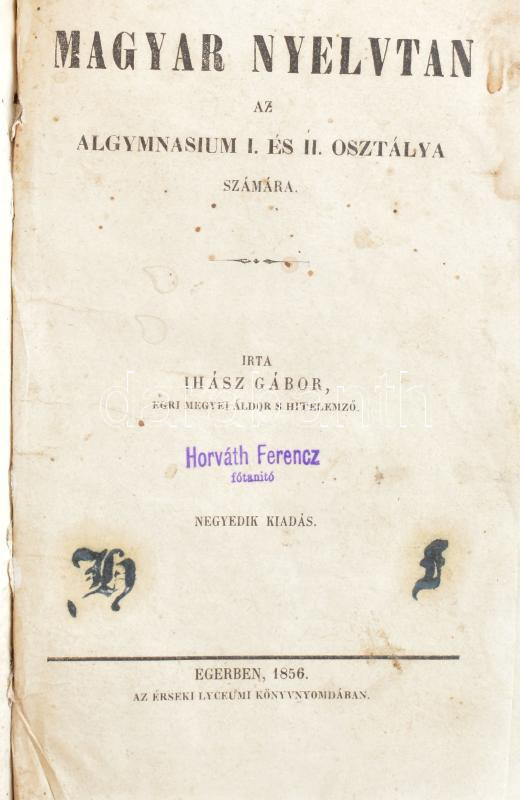 MAGYAR NYELVTAN
AZ
ALGYMNASIUM I. ÉS II. OSZTÁLYA
SZÁMÁRA.
IRTA
IHÁSZ GÁBOR,
EGRI MEGYEI ÁLDOR S HITELEMZŐ.
Horváth Ferencz
főtanitó
NEGYEDIK KIADÁS.
H f
EGERBEN, 1856.
AZ ÉRSEKI LYCEUMI KÖNYVNYOMDÁBAN.